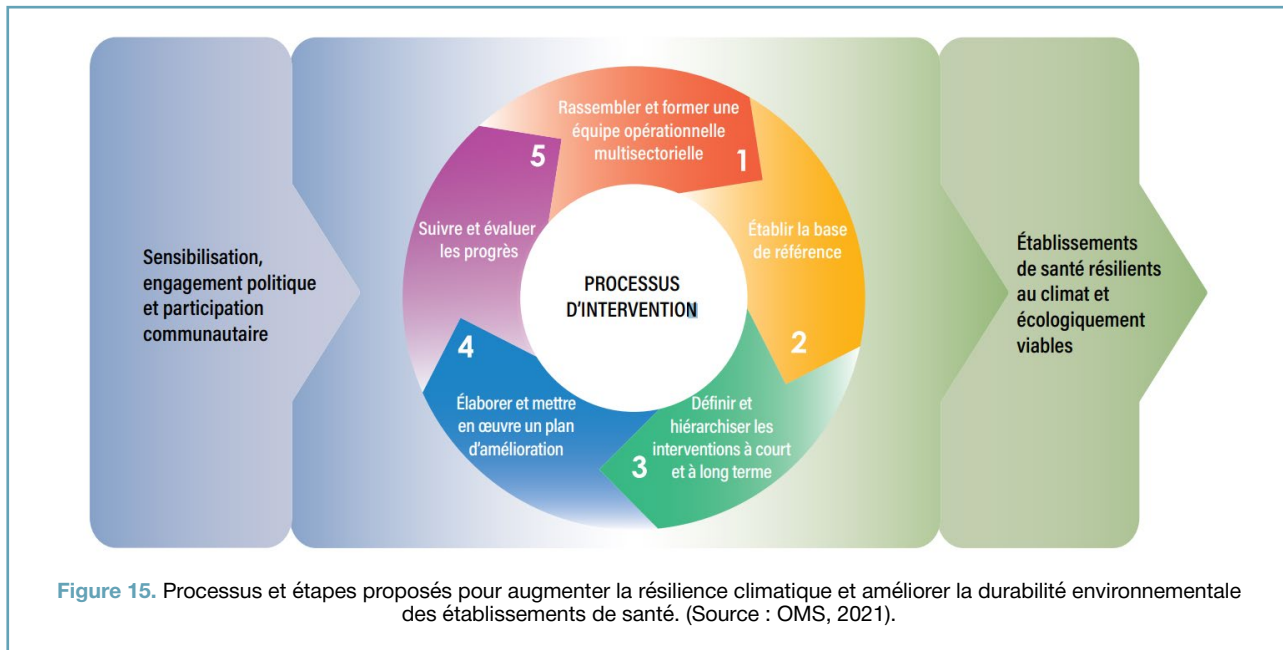 Sensibilisation,
engagement politique
et participation
communautaire
Rassembler et former une
équipe opérationnelle
multisectorielle
1
Établir la base
de référence
2
Définir et
hiérarchiser les
interventions à court
et à long terme
3
Élaborer et mettre
en œuvre un plan
d'amélioration
4
Suivre et évaluer
les progrès
5
PROCESSUS
D'INTERVENTION
Établissements
de santé résilients
au climat et
écologiquement
viables
Figure 15. Processus et étapes proposés pour augmenter la résilience climatique et améliorer la durabilité environnementale
des établissements de santé. (Source : OMS, 2021).